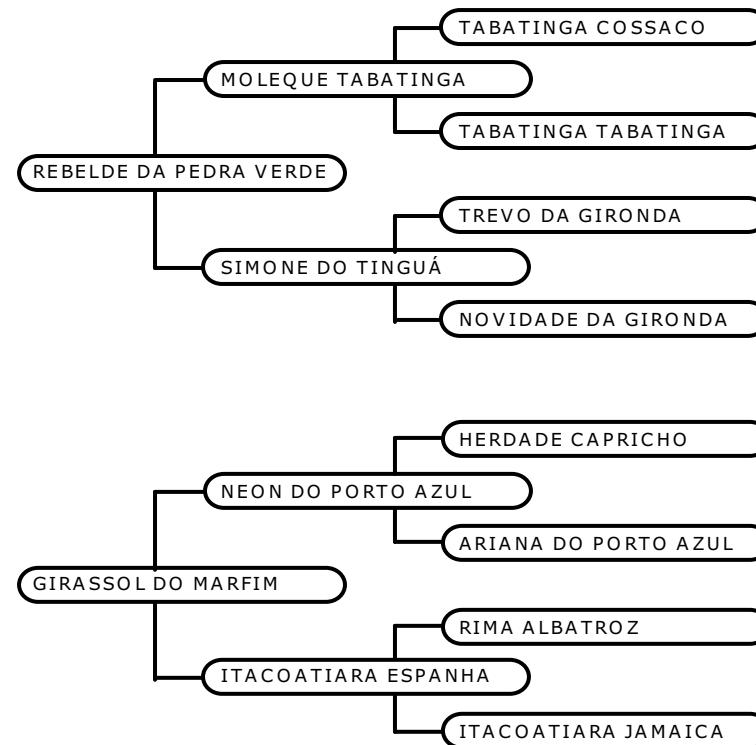 TABATINGA COSSACO
MOLEQUE TABATINGA
TABATINGA TABATINGA
REBELDE DA PEDRA VERDE
TREVO DA GIRONDA
SIMONE DO TINGUÁ
NOVIDADE DA GIRONDA
HERDADE CAPRICHO
NEON DO PORTO AZUL
ARIANA DO PORTO AZUL
GIRASSOL DO MARFIM
RIMA ALBATROZ
ITACOATIARA ESPANHA
ITACOATIARA JAMAICA